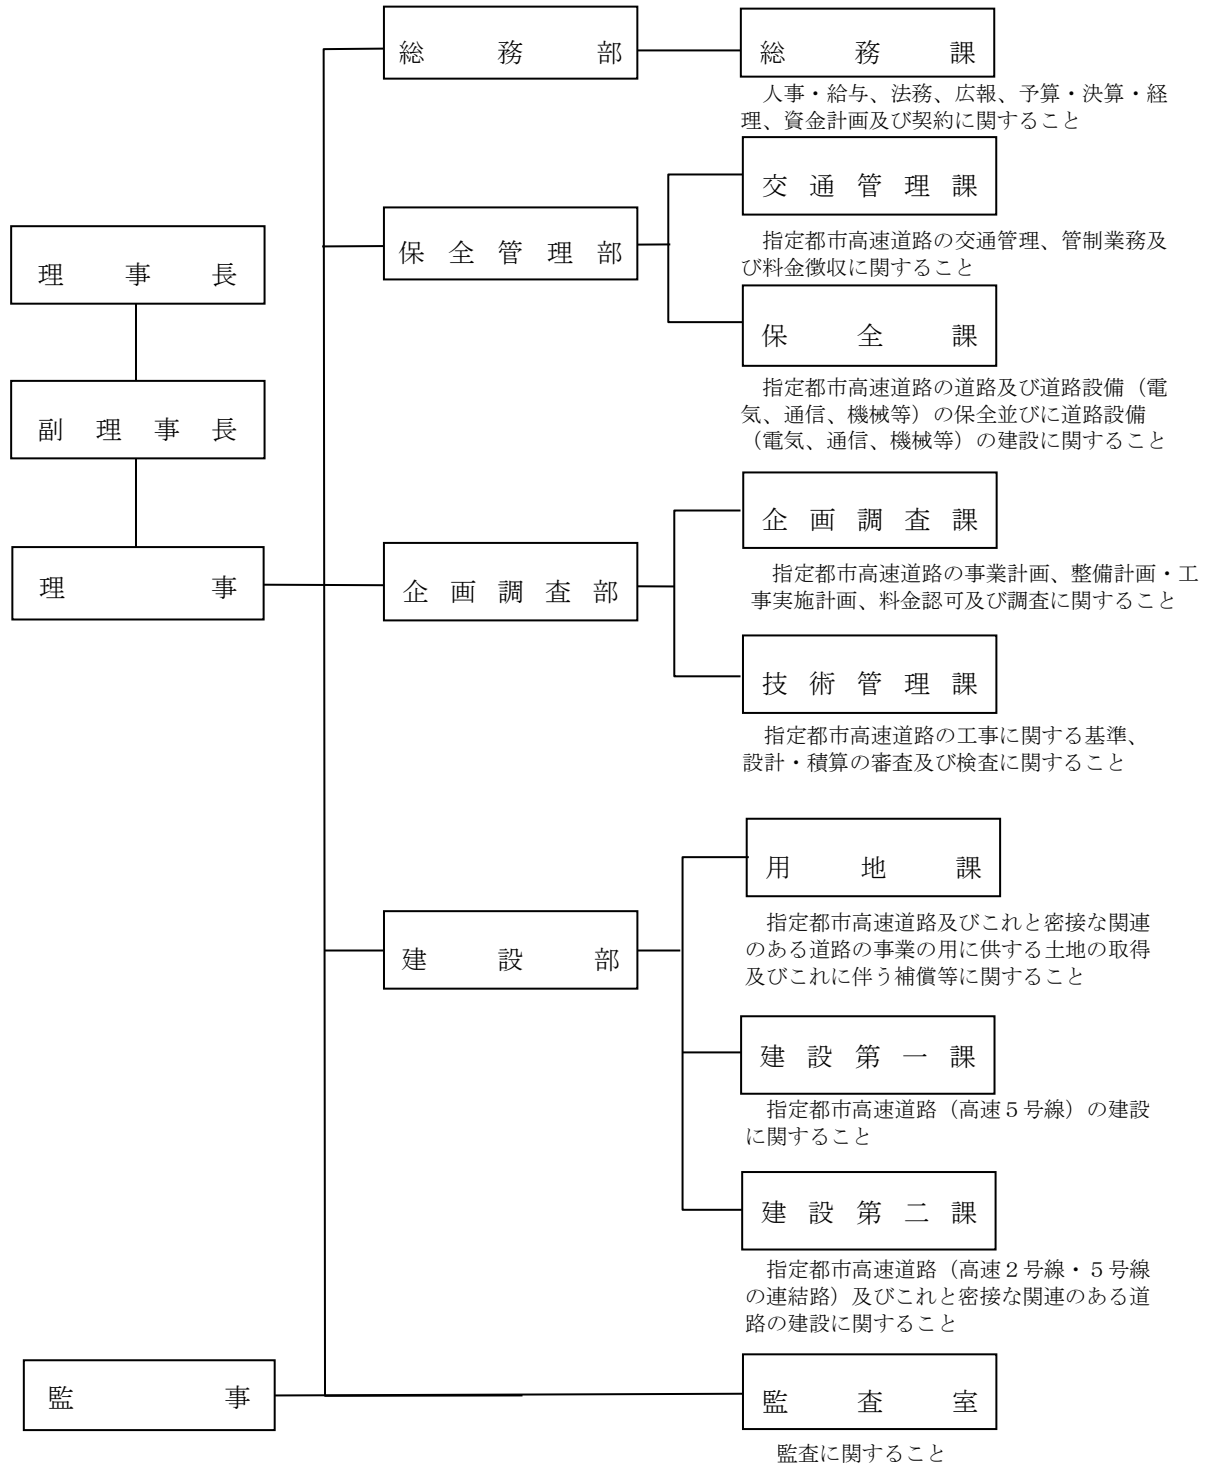 理事長
副理事長
理事
監事
総務部
総務課
人事・給与、法務、広報、予算・決算・経
理、資金計画及び契約に関すること
保全管理部
交通管理課
指定都市高速道路の交通管理、管制業務及
び料金徴収に関すること
保全課
指定都市高速道路の道路及び道路設備（電
気、通信、機械等）の保全並びに道路設備
（電気、通信、機械等）の建設に関すること
企画調査部
企画調査課
指定都市高速道路の事業計画、整備計画・工
事実施計画、料金認可及び調査に関すること
技術管理課
指定都市高速道路の工事に関する基準、
設計・積算の審査及び検査に関すること
建設部
用地課
指定都市高速道路及びこれと密接な関連
のある道路の事業の用に供する土地の取得
及びこれに伴う補償等に関すること
建設第一課
指定都市高速道路（高速５号線）の建設
に関すること
建設第二課
指定都市高速道路（高速２号線・５号線
の連結路）及びこれと密接な関連のある道
路の建設に関すること
監査室
監査に関すること